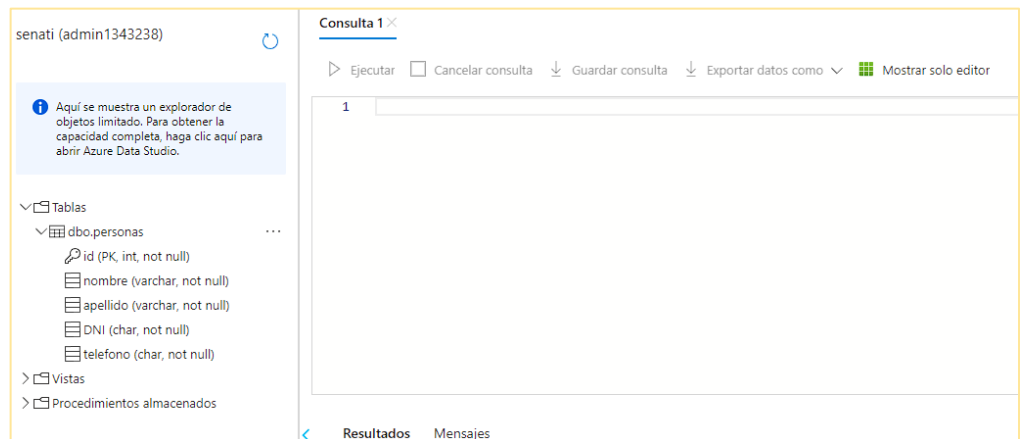 senati (admin1343238)
Aquí se muestra un explorador de
objetos limitado. Para obtener la
capacidad completa, haga clic aquí para
abrir Azure Data Studio.
Tablas
dbo.personas
id (PK, int, not null)
nombre (varchar, not null)
apellido (varchar, not null)
DNI (char, not null)
telefono (char, not null)
Vistas
Procedimientos almacenados
Consulta 1
Ejecutar Cancelar consulta Guardar consulta Exportar datos como Mostrar solo editor
1
Resultados Mensajes